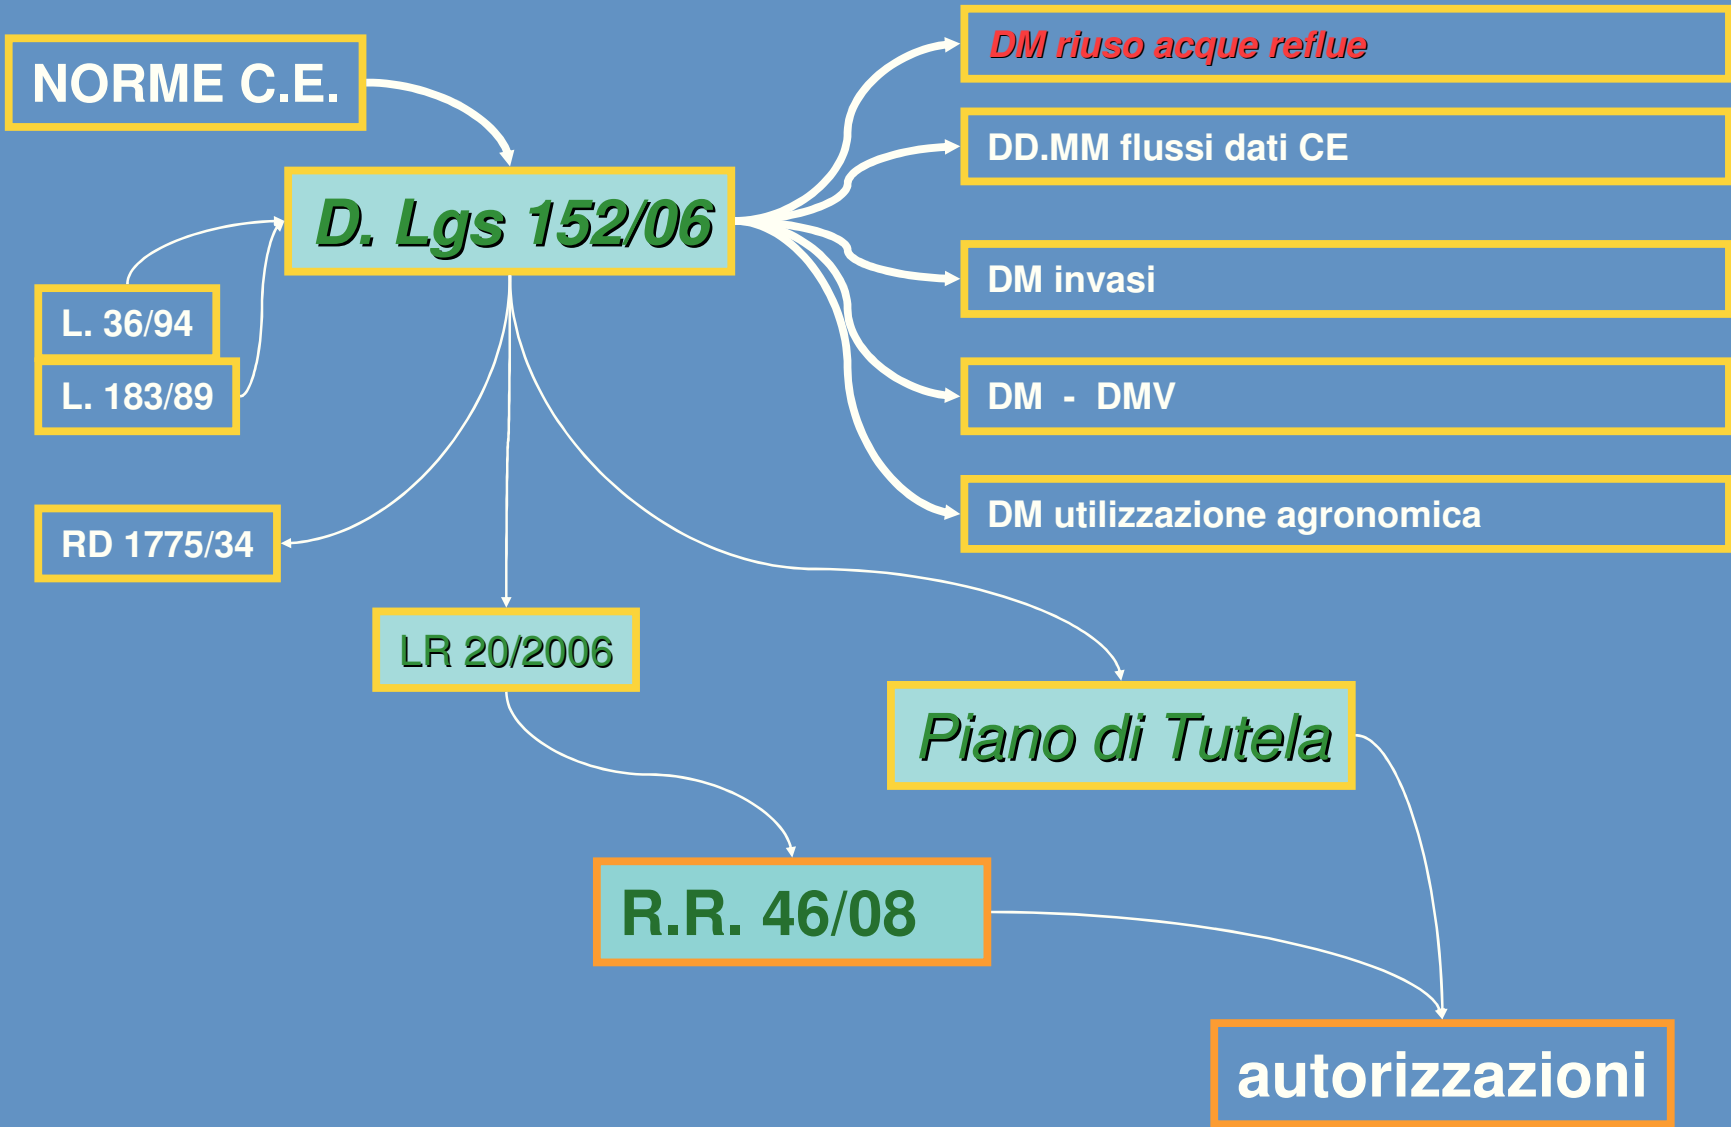 NORME C.E.
DM riuso acque reflue
DD.MM flussi dati CE
D. Lgs 152/06
DM invasi
L. 36/94
L. 183/89
DM - DMV
RD 1775/34
DM utilizzazione agronomica
LR 20/2006
Piano di Tutela
R.R. 46/08
autorizzazioni